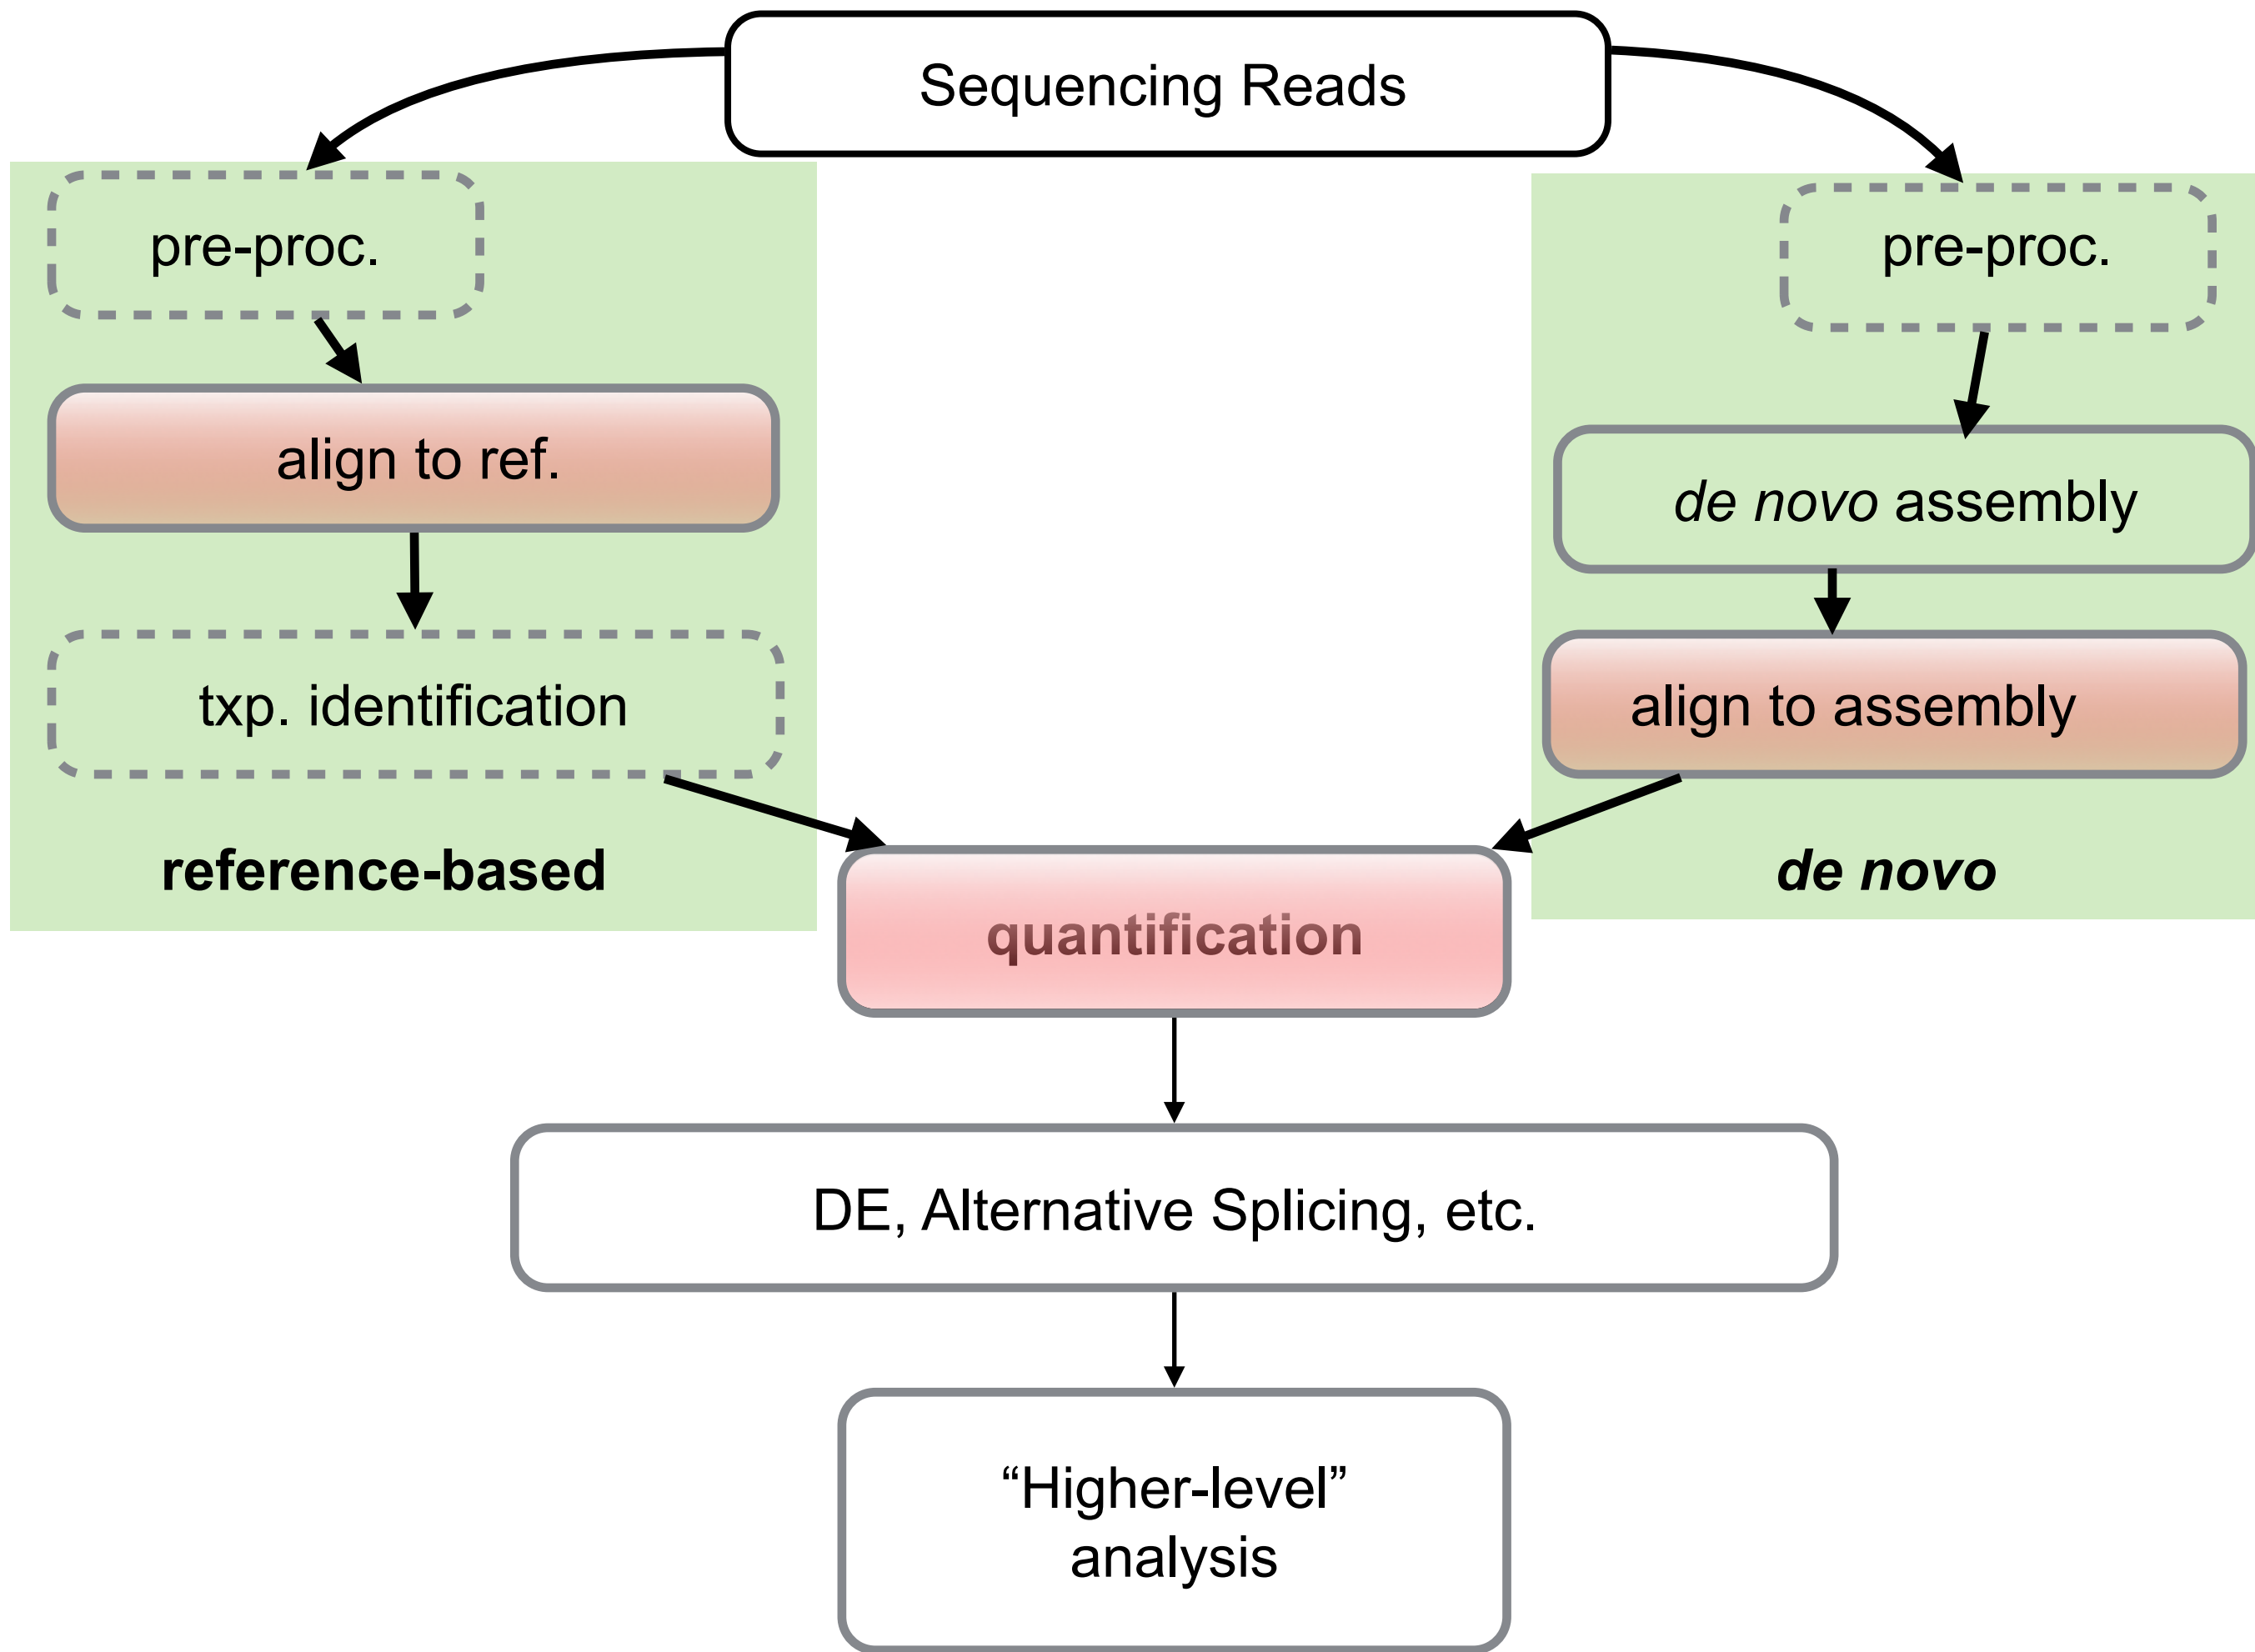 Sequencing Reads
pre-proc.
align to ref.
txp. identification
reference-based
pre-proc.
de novo assembly
align to assembly
de novo
quantification
DE, Alternative Splicing, etc.
“Higher-level”
analysis